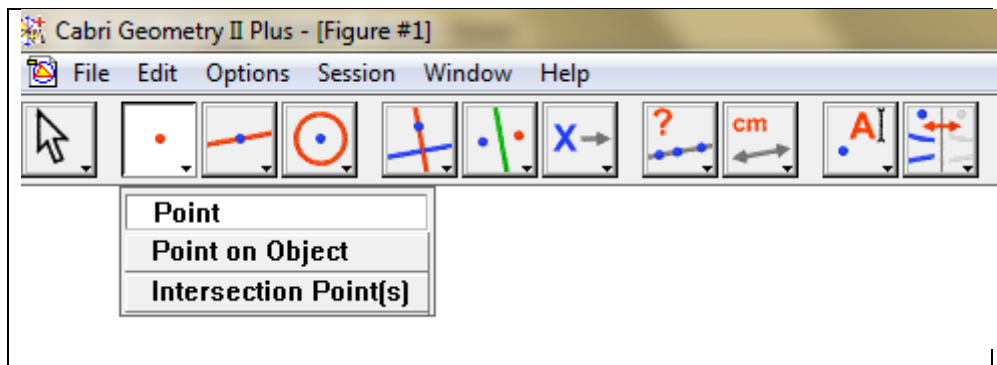 Cabri Geometry II Plus - [Figure #1]
File Edit Options Session Window Help
X ? cm A
Point
Point on Object
Intersection Point(s)